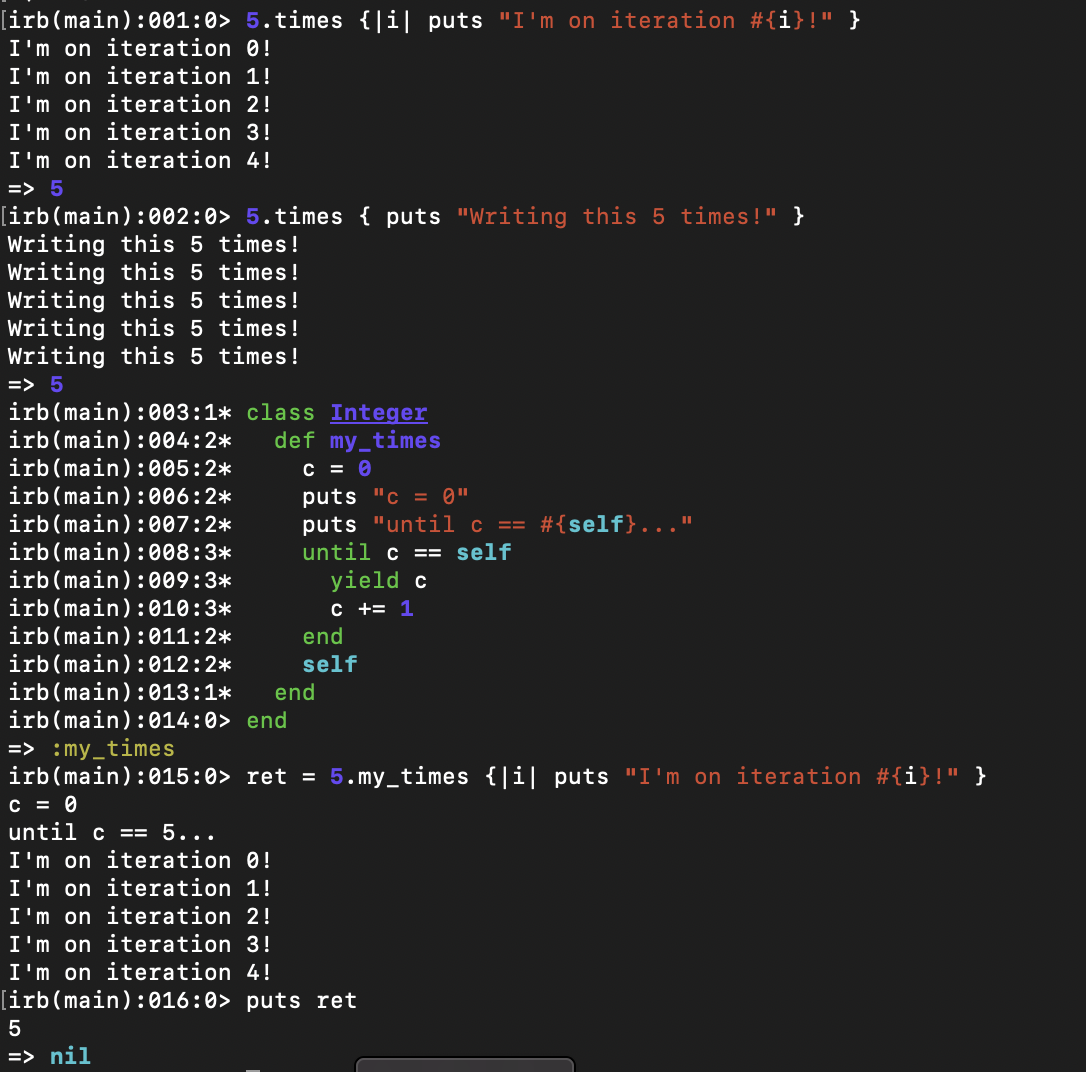 irb(main):001:0> 5.times {|i| puts "I'm on iteration #{i}!" }
I'm on iteration 0!
I'm on iteration 1!
I'm on iteration 2!
I'm on iteration 3!
I'm on iteration 4!
=> 5
irb(main):002:0> 5.times { puts "Writing this 5 times!" }
Writing this 5 times!
Writing this 5 times!
Writing this 5 times!
Writing this 5 times!
Writing this 5 times!
=> 5
irb(main):003:1* class Integer
irb(main):004:2*   def my_times
irb(main):005:2*     c = 0
irb(main):006:2*     puts "c = 0"
irb(main):007:2*     puts "until c == #{self}..."
irb(main):008:3*     until c == self
irb(main):009:3*       yield c
irb(main):010:3*       c += 1
irb(main):011:2*     end
irb(main):012:2*     self
irb(main):013:1*   end
irb(main):014:0> end
=> :my_times
irb(main):015:0> ret = 5.my_times {|i| puts "I'm on iteration #{i}!" }
c = 0
until c == 5...
I'm on iteration 0!
I'm on iteration 1!
I'm on iteration 2!
I'm on iteration 3!
I'm on iteration 4!
irb(main):016:0> puts ret
5
=> nil